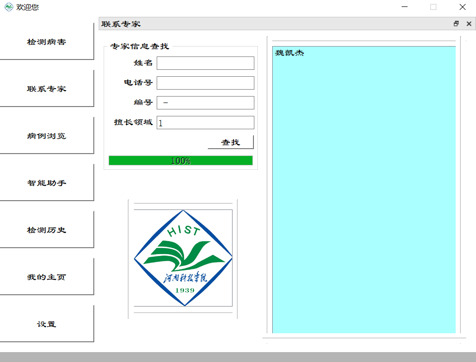 欢迎您
检测病害
联系专家
病例浏览
智能助手
检测历史
我的主页
设置
联系专家
专家信息查找
姓名
电话号
编号 -
擅长领域 1
查找
100%
HIST
河南科技学院
1939
魏凯杰